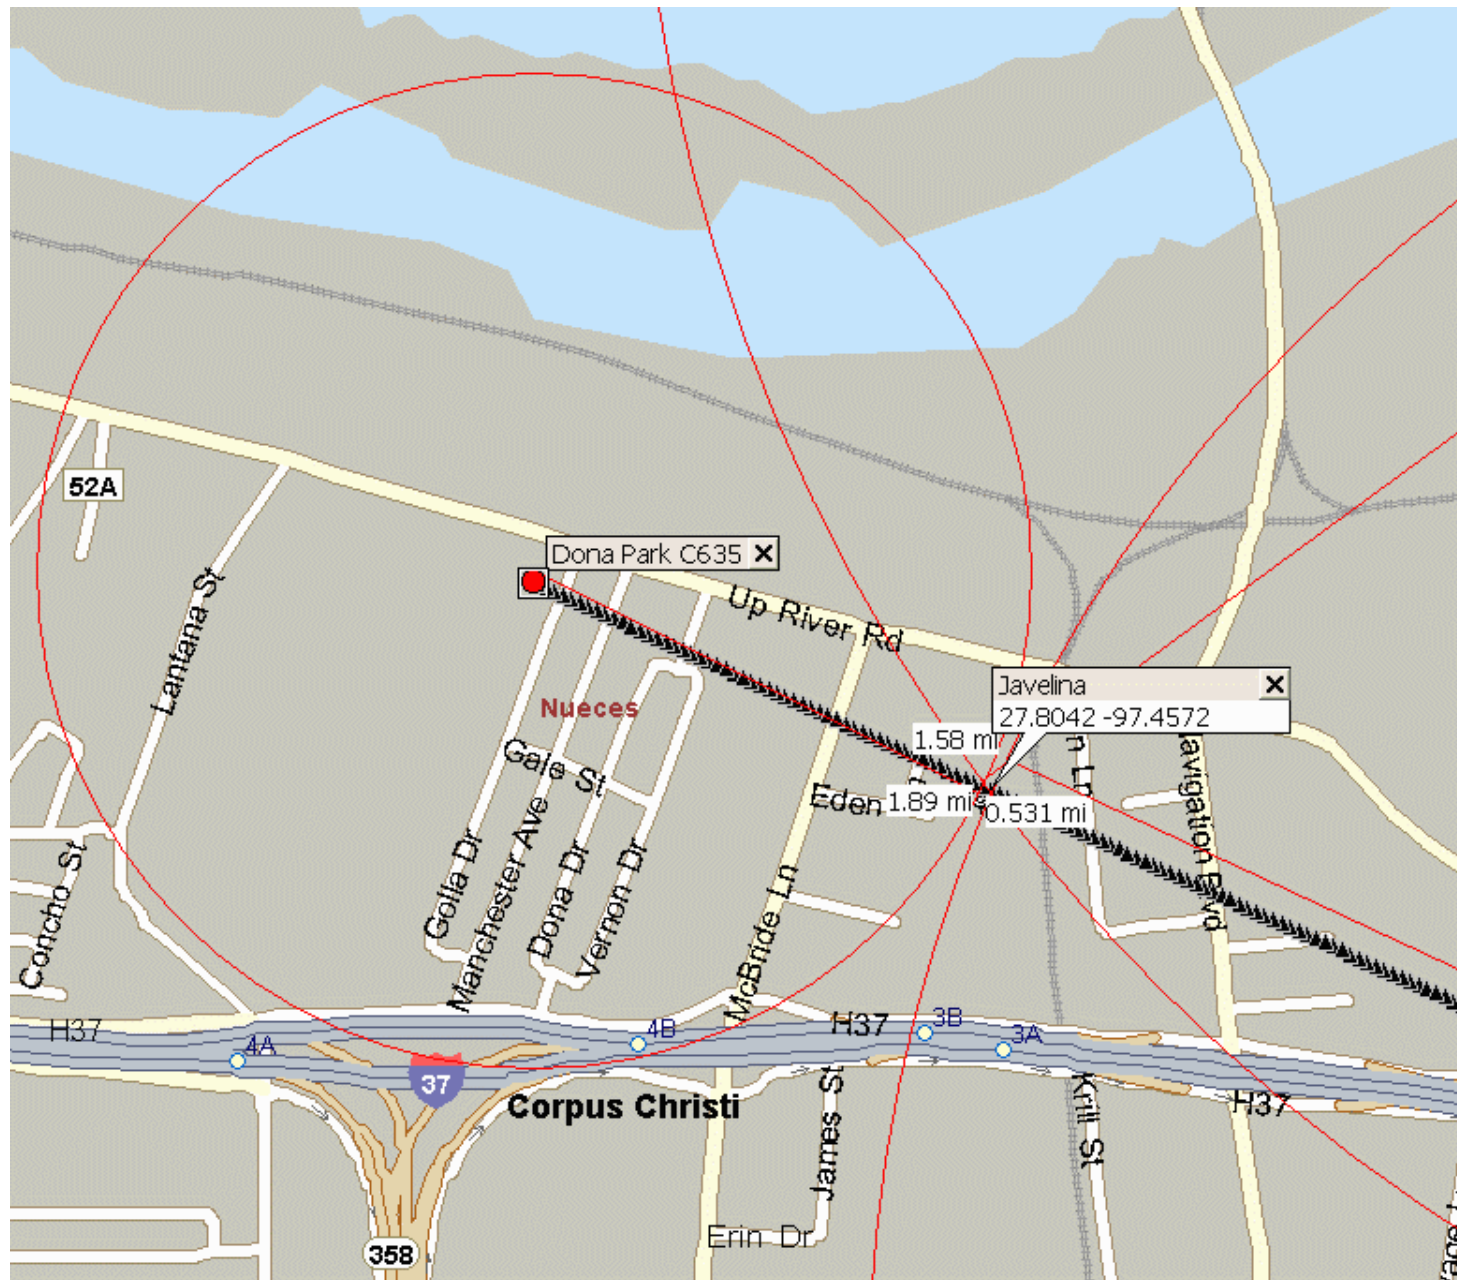 52A
Dona Park C635
Up River Rd
Lantana St
Javelina
27.8042 -97.4572
Nueces
1.58 mi
n Ln
Navigation Blvd
Gale St
Eden
1.89 mi
0.531 mi
Golla Dr
Manchester Ave
Dona Dr
Vernon Dr
McBride Ln
Concho St
H37
4A
4B
H37
3B
3A
37
Corpus Christi
James St
Krill St
H37
Erin Dr
358